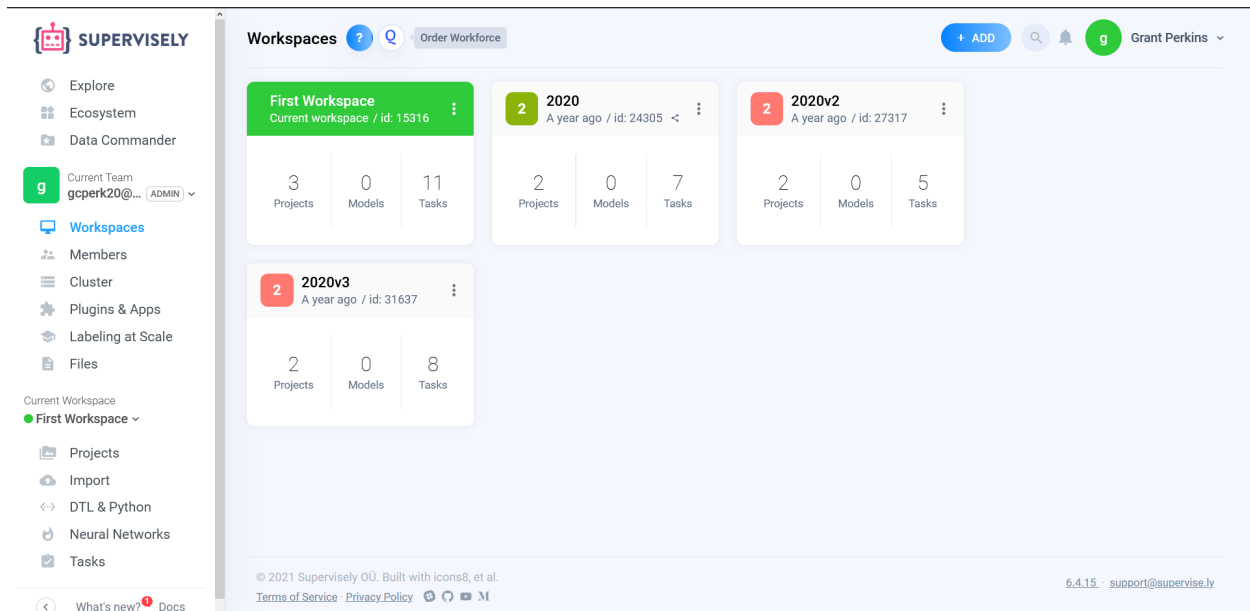 SUPERVISELY
Explore
Ecosystem
Data Commander
g
Current Team
gcperk20@... ADMIN
Workspaces
Members
Cluster
Plugins & Apps
Labeling at Scale
Files
Current Workspace
First Workspace
Projects
Import
DTL & Python
Neural Networks
Tasks
What's new? 1 Docs
Workspaces ? Q Order Workforce
+ ADD g Grant Perkins
First Workspace
Current workspace / id: 15316
3 0 11
Projects Models Tasks
2 2020
A year ago / id: 24305
2 0 7
Projects Models Tasks
2 2020v2
A year ago / id: 27317
2 0 5
Projects Models Tasks
2 2020v3
A year ago / id: 31637
2 0 8
Projects Models Tasks
© 2021 Supervisely OÜ. Built with icons8, et al.
Terms of Service · Privacy Policy
6.4.15 · support@supervise.ly